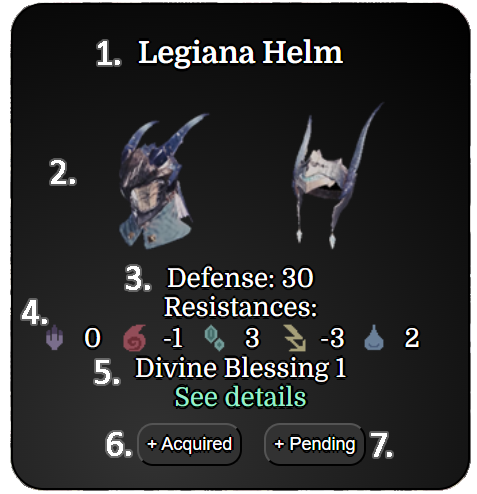 1. Legiana Helm
2.
3. Defense: 30
Resistances:
4. 0 -1 3 -3 2
5. Divine Blessing 1
See details
6. + Acquired + Pending 7.